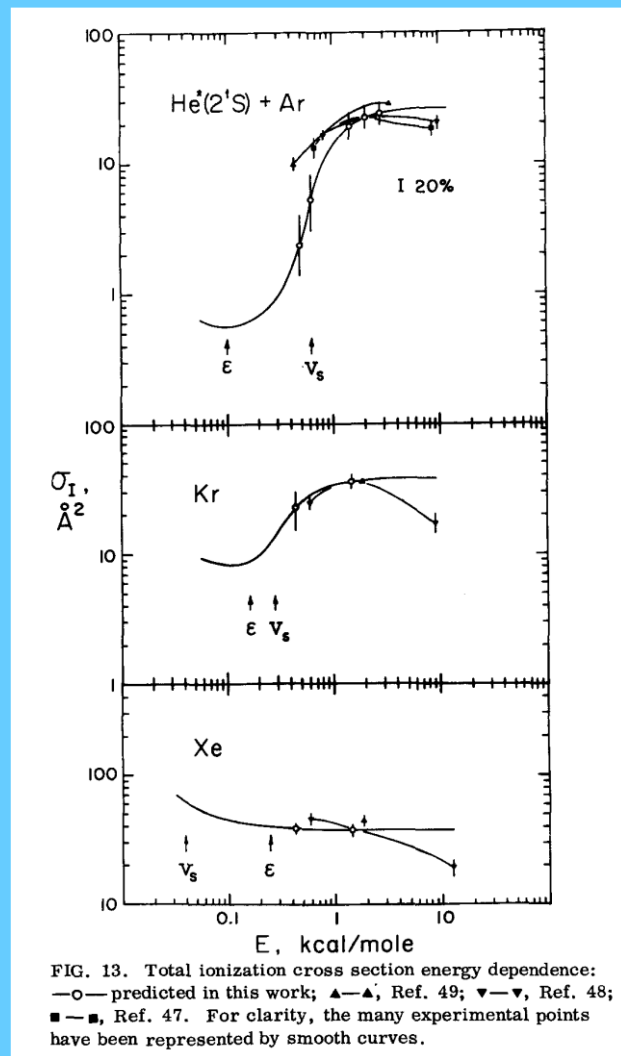 100
He*(2¹S) + Ar
10
I 20%
1
ε
Vₛ
100
σ_I,
Å²
Kr
10
ε Vₛ
1
Xe
100
Vₛ
ε
10
0.1
1
10
E, kcal/mole
FIG. 13. Total ionization cross section energy dependence:
—o— predicted in this work; ▲—▲, Ref. 49; ▼—▼, Ref. 48;
■—■, Ref. 47. For clarity, the many experimental points
have been represented by smooth curves.